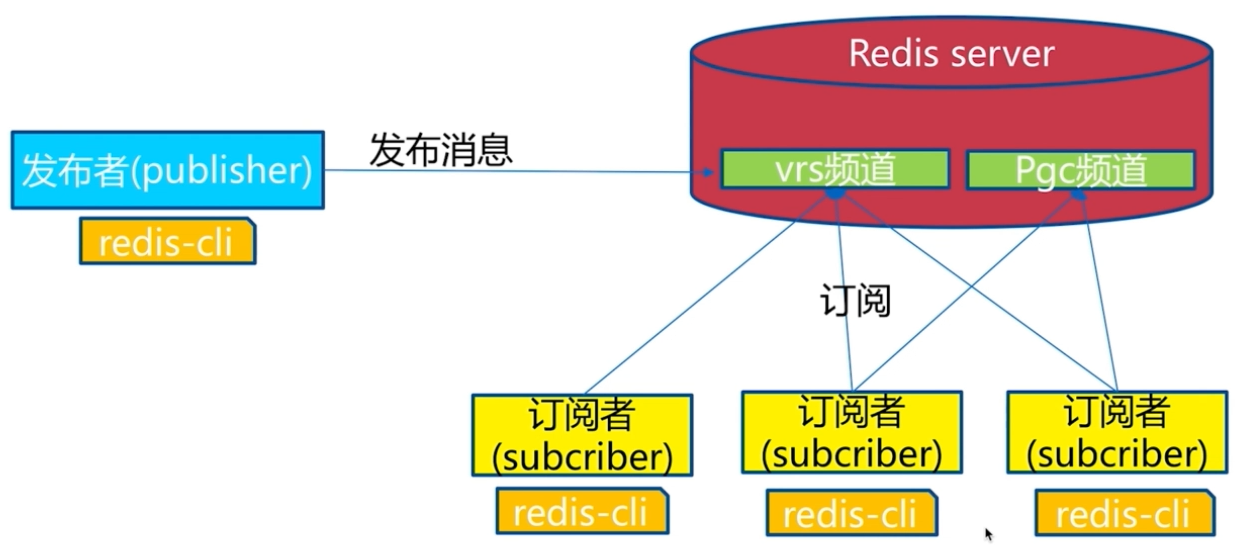 Redis server
发布消息
发布者(publisher)
vrs频道
Pgc频道
redis-cli
订阅
订阅者
(subcriber)
订阅者
(subcriber)
订阅者
(subcriber)
redis-cli
redis-cli
redis-cli